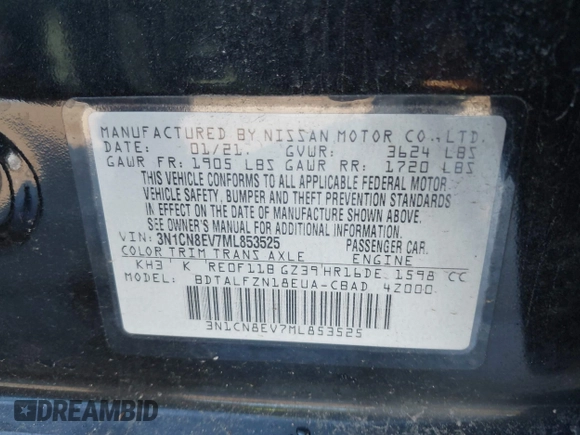 MANUFACTURED BY NISSAN MOTOR CO., LTD.
DATE: 01/21. GVWR: 3624 LBS
GAWR FR: 1905 LBS GAWR RR: 1720 LBS
THIS VEHICLE CONFORMS TO ALL APPLICABLE FEDERAL MOTOR
VEHICLE SAFETY, BUMPER AND THEFT PREVENTION STANDARDS
IN EFFECT ON THE DATE OF MANUFACTURE SHOWN ABOVE.
SEE OWNER'S MANUAL FOR ADDITIONAL INFORMATION.
VIN: 3N1CN8EV7ML853525 PASSENGER CAR.
COLOR TRIM TRANS AXLE ENGINE
KH3 K RE0F11B GZ39 HR16DE 1598 CC
MODEL: BDTALFZN18EUA-CBAD 4Z000
3N1CN8EV7ML853525
DREAMBID